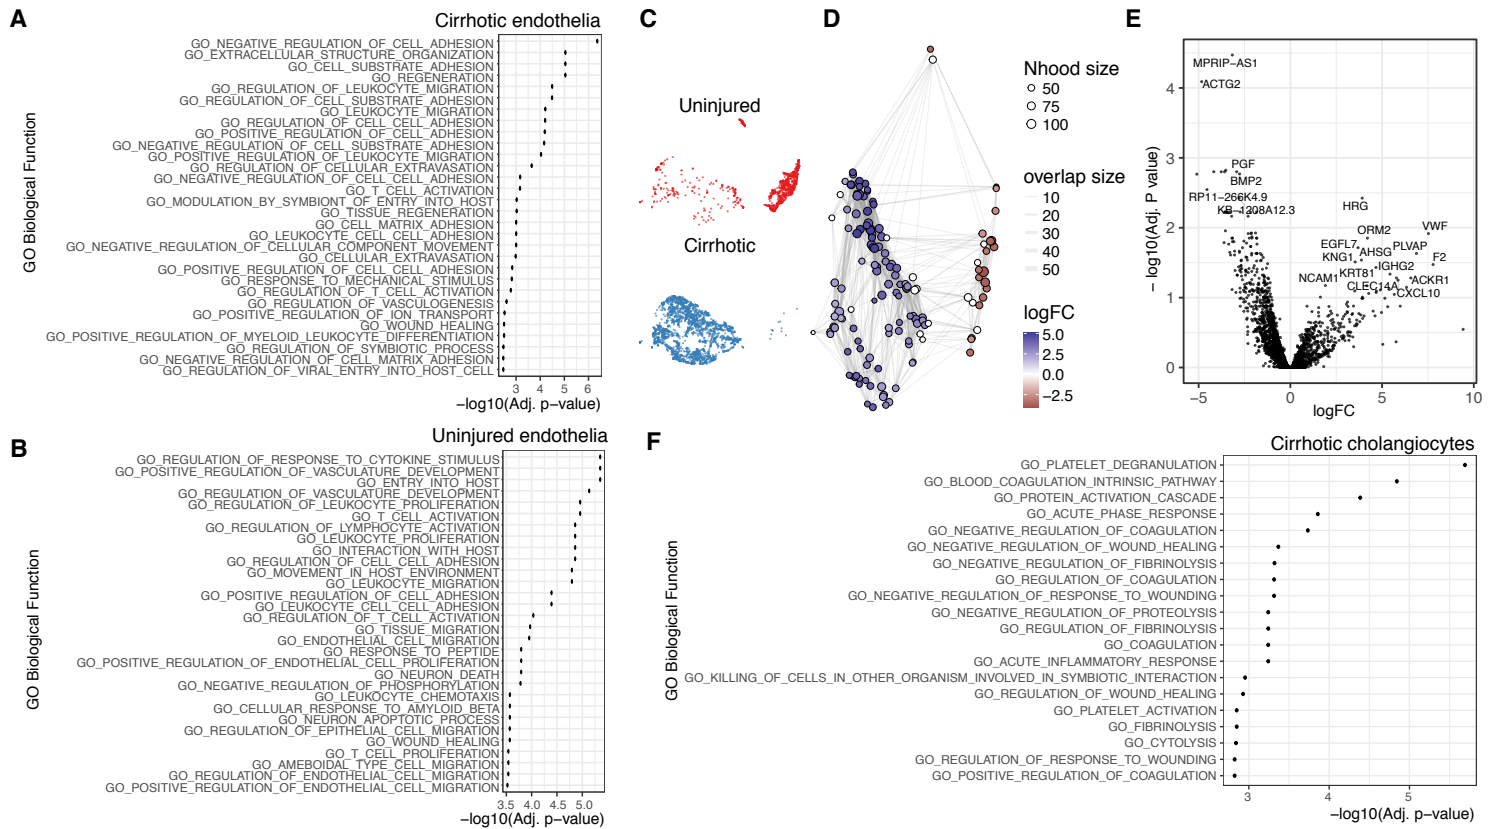 A
Cirrhotic endothelia
GO Biological Function
GO_NEGATIVE_REGULATION_OF_CELL_ADHESION
GO_EXTRACELLULAR_STRUCTURE_ORGANIZATION
GO_CELL_SUBSTRATE_ADHESION
GO_REGENERATION
GO_REGULATION_OF_LEUKOCYTE_MIGRATION
GO_REGULATION_OF_CELL_SUBSTRATE_ADHESION
GO_LEUKOCYTE_MIGRATION
GO_REGULATION_OF_CELL_CELL_ADHESION
GO_POSITIVE_REGULATION_OF_CELL_ADHESION
GO_NEGATIVE_REGULATION_OF_CELL_SUBSTRATE_ADHESION
GO_POSITIVE_REGULATION_OF_LEUKOCYTE_MIGRATION
GO_REGULATION_OF_CELLULAR_EXTRAVASATION
GO_NEGATIVE_REGULATION_OF_CELL_CELL_ADHESION
GO_T_CELL_ACTIVATION
GO_MODULATION_BY_SYMBIONT_OF_ENTRY_INTO_HOST
GO_TISSUE_REGENERATION
GO_CELL_MATRIX_ADHESION
GO_LEUKOCYTE_CELL_CELL_ADHESION
GO_NEGATIVE_REGULATION_OF_CELLULAR_COMPONENT_MOVEMENT
GO_CELLULAR_EXTRAVASATION
GO_POSITIVE_REGULATION_OF_CELL_CELL_ADHESION
GO_RESPONSE_TO_MECHANICAL_STIMULUS
GO_REGULATION_OF_T_CELL_ACTIVATION
GO_REGULATION_OF_VASCULOGENESIS
GO_POSITIVE_REGULATION_OF_ION_TRANSPORT
GO_WOUND_HEALING
GO_POSITIVE_REGULATION_OF_MYELOID_LEUKOCYTE_DIFFERENTIATION
GO_REGULATION_OF_SYMBIOTIC_PROCESS
GO_NEGATIVE_REGULATION_OF_CELL_MATRIX_ADHESION
GO_REGULATION_OF_VIRAL_ENTRY_INTO_HOST_CELL
3 4 5 6
−log10(Adj. p−value)
B
Uninjured endothelia
GO Biological Function
GO_REGULATION_OF_RESPONSE_TO_CYTOKINE_STIMULUS
GO_POSITIVE_REGULATION_OF_VASCULATURE_DEVELOPMENT
GO_ENTRY_INTO_HOST
GO_REGULATION_OF_VASCULATURE_DEVELOPMENT
GO_REGULATION_OF_LEUKOCYTE_PROLIFERATION
GO_T_CELL_ACTIVATION
GO_REGULATION_OF_LYMPHOCYTE_ACTIVATION
GO_LEUKOCYTE_PROLIFERATION
GO_INTERACTION_WITH_HOST
GO_REGULATION_OF_CELL_CELL_ADHESION
GO_MOVEMENT_IN_HOST_ENVIRONMENT
GO_LEUKOCYTE_MIGRATION
GO_POSITIVE_REGULATION_OF_CELL_ADHESION
GO_LEUKOCYTE_CELL_CELL_ADHESION
GO_REGULATION_OF_T_CELL_ACTIVATION
GO_TISSUE_MIGRATION
GO_ENDOTHELIAL_CELL_MIGRATION
GO_RESPONSE_TO_PEPTIDE
GO_POSITIVE_REGULATION_OF_ENDOTHELIAL_CELL_PROLIFERATION
GO_NEURON_DEATH
GO_NEGATIVE_REGULATION_OF_PHOSPHORYLATION
GO_LEUKOCYTE_CHEMOTAXIS
GO_CELLULAR_RESPONSE_TO_AMYLOID_BETA
GO_NEURON_APOPTOTIC_PROCESS
GO_REGULATION_OF_EPITHELIAL_CELL_MIGRATION
GO_WOUND_HEALING
GO_T_CELL_PROLIFERATION
GO_AMEBOIDAL_TYPE_CELL_MIGRATION
GO_REGULATION_OF_ENDOTHELIAL_CELL_MIGRATION
GO_POSITIVE_REGULATION_OF_ENDOTHELIAL_CELL_MIGRATION
3.5 4.0 4.5 5.0
−log10(Adj. p−value)
C
Uninjured
Cirrhotic
D
Nhood size
50
75
100
overlap size
10
20
30
40
50
logFC
5.0
2.5
0.0
−2.5
E
− log10(Adj. P value)
4
3
2
1
0
MPRIP−AS1
ACTG2
PGF
BMP2
RP11−266K4.9
KB−1208A12.3
HRG
ORM2
VWF
EGFL7
AHSG
PLVAP
KNG1
IGHG2
F2
NCAM1
KRT81
ACKR1
CLEC14A
CXCL10
−5 0 5 10
logFC
F
Cirrhotic cholangiocytes
GO Biological Function
GO_PLATELET_DEGRANULATION
GO_BLOOD_COAGULATION_INTRINSIC_PATHWAY
GO_PROTEIN_ACTIVATION_CASCADE
GO_ACUTE_PHASE_RESPONSE
GO_NEGATIVE_REGULATION_OF_COAGULATION
GO_NEGATIVE_REGULATION_OF_WOUND_HEALING
GO_NEGATIVE_REGULATION_OF_FIBRINOLYSIS
GO_REGULATION_OF_COAGULATION
GO_NEGATIVE_REGULATION_OF_RESPONSE_TO_WOUNDING
GO_NEGATIVE_REGULATION_OF_PROTEOLYSIS
GO_REGULATION_OF_FIBRINOLYSIS
GO_COAGULATION
GO_ACUTE_INFLAMMATORY_RESPONSE
GO_KILLING_OF_CELLS_IN_OTHER_ORGANISM_INVOLVED_IN_SYMBIOTIC_INTERACTION
GO_REGULATION_OF_WOUND_HEALING
GO_PLATELET_ACTIVATION
GO_FIBRINOLYSIS
GO_CYTOLYSIS
GO_REGULATION_OF_RESPONSE_TO_WOUNDING
GO_POSITIVE_REGULATION_OF_COAGULATION
3 4 5
−log10(Adj. p−value)